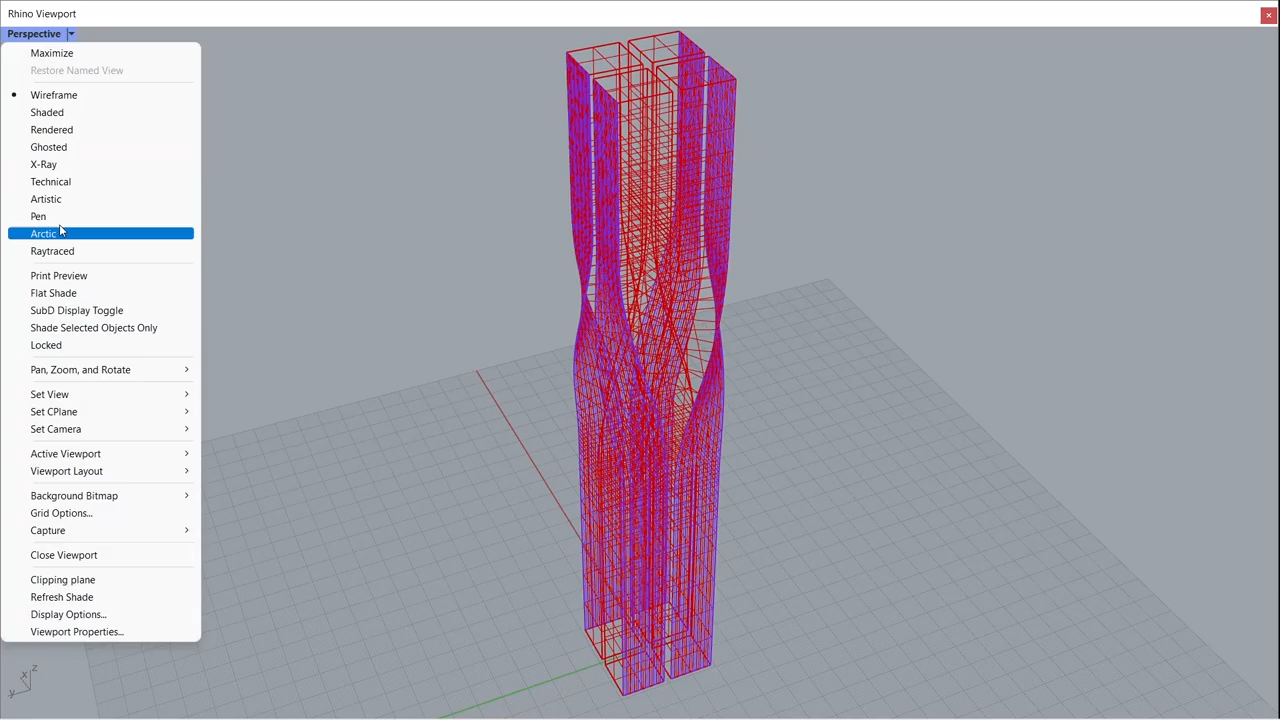 Rhino Viewport
Perspective
Maximize
Restore Named View
Wireframe
Shaded
Rendered
Ghosted
X-Ray
Technical
Artistic
Pen
Arctic
Raytraced
Print Preview
Flat Shade
SubD Display Toggle
Shade Selected Objects Only
Locked
Pan, Zoom, and Rotate
Set View
Set CPlane
Set Camera
Active Viewport
Viewport Layout
Background Bitmap
Grid Options...
Capture
Close Viewport
Clipping plane
Refresh Shade
Display Options...
Viewport Properties...
z
x
y